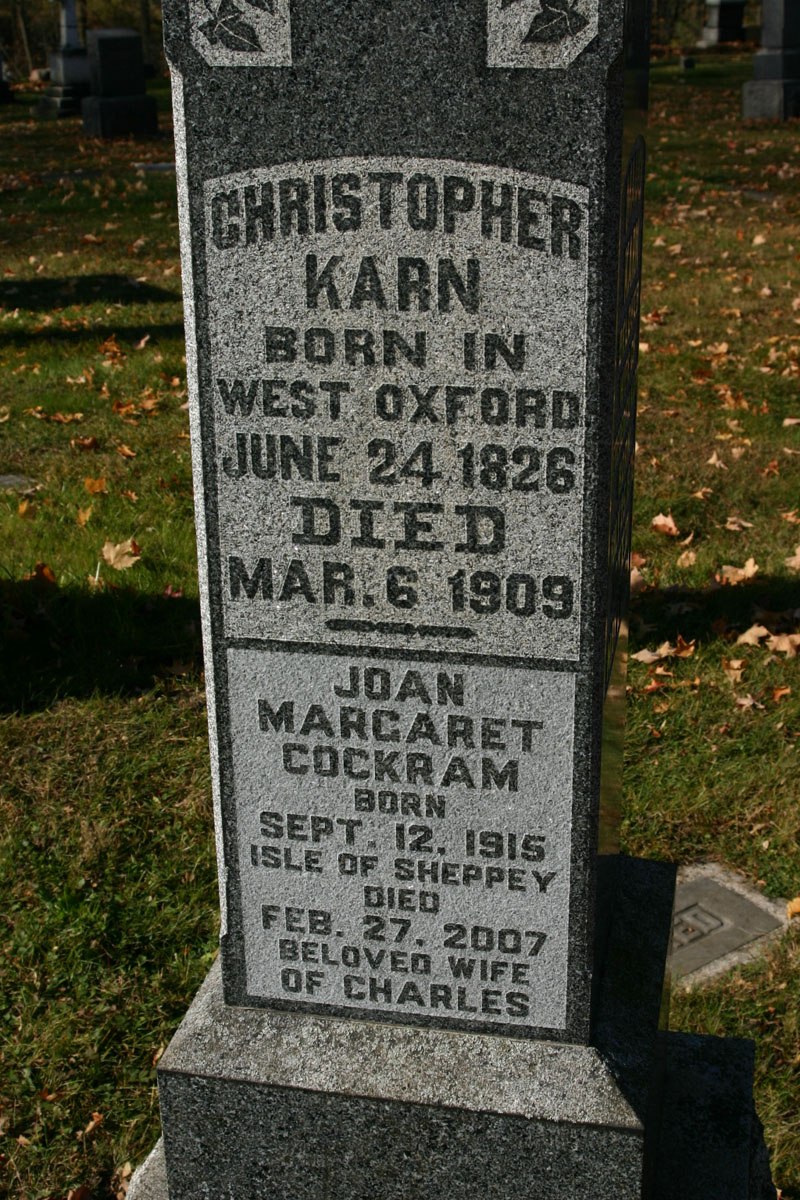 CHRISTOPHER
KARN
BORN IN
WEST OXFORD
JUNE 24, 1826
DIED
MAR. 6 1909
JOAN
MARGARET
COCKRAM
BORN
SEPT. 12, 1915
ISLE OF SHEPPEY
DIED
FEB. 27, 2007
BELOVED WIFE
OF CHARLES